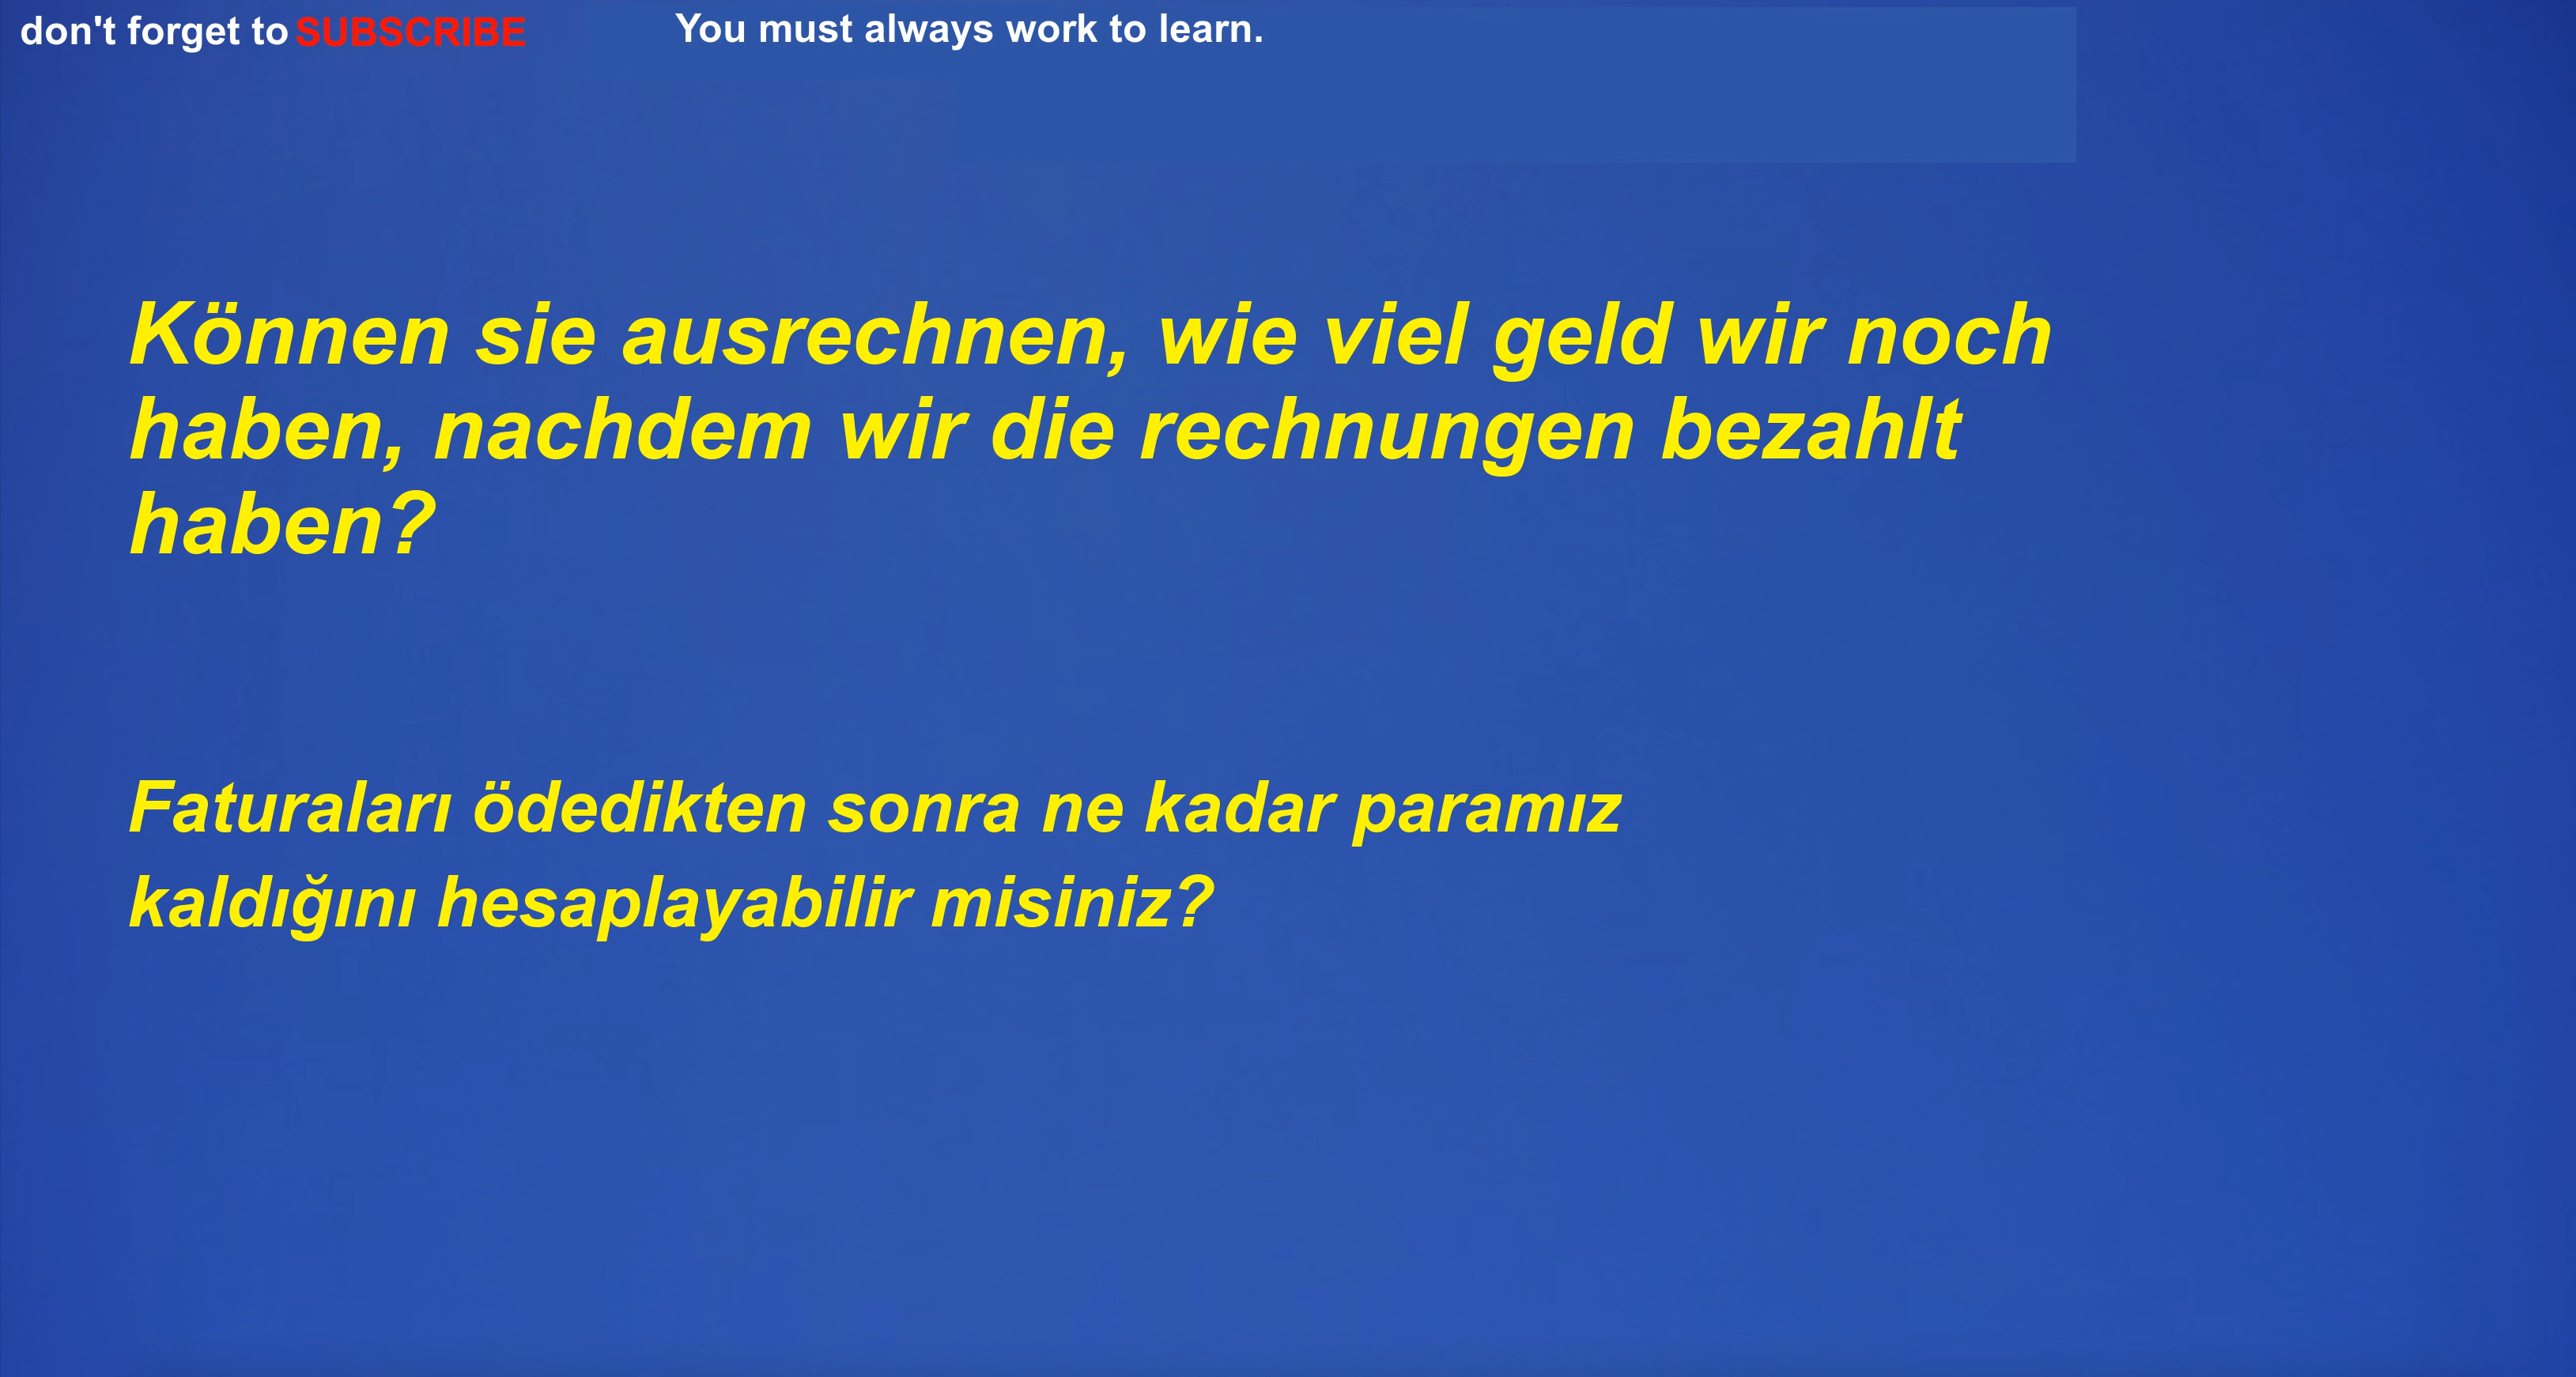 don't forget to SUBSCRIBE You must always work to learn.
Können sie ausrechnen, wie viel geld wir noch
haben, nachdem wir die rechnungen bezahlt
haben?
Faturaları ödedikten sonra ne kadar paramız
kaldığını hesaplayabilir misiniz?